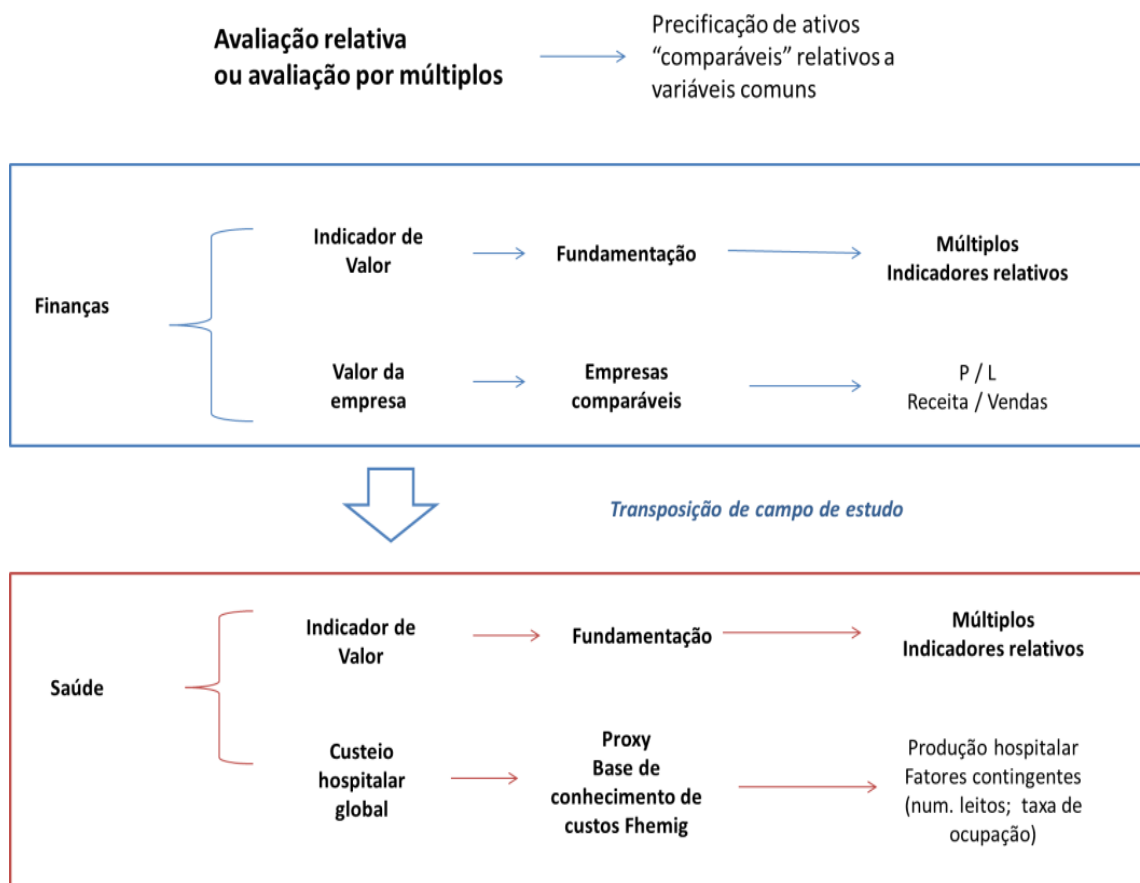 Avaliação relativa
ou avaliação por múltiplos
Precificação de ativos
“comparáveis” relativos a
variáveis comuns
Finanças
Indicador de
Valor
Fundamentação
Múltiplos
Indicadores relativos
Valor da
empresa
Empresas
comparáveis
P / L
Receita / Vendas
Transposição de campo de estudo
Saúde
Indicador de
Valor
Fundamentação
Múltiplos
Indicadores relativos
Custeio
hospitalar
global
Proxy
Base de
conhecimento de
custos Fhemig
Produção hospitalar
Fatores contingentes
(num. leitos; taxa de
ocupação)